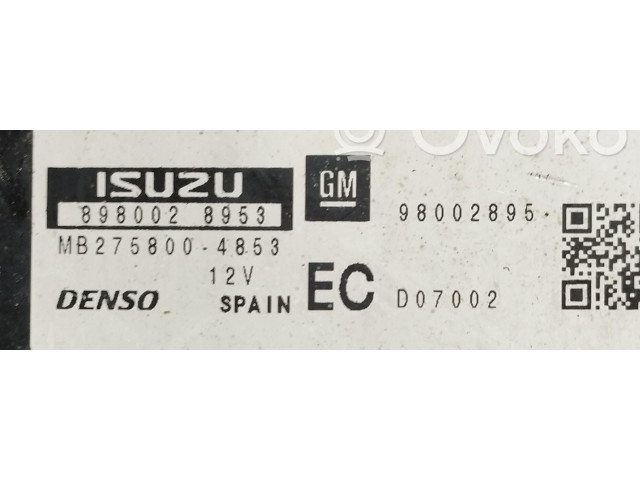 Ovoko
ISUZU
GM
898002 8953
98002895
MB275800-4853
12V
DENSO
SPAIN
EC
D07002